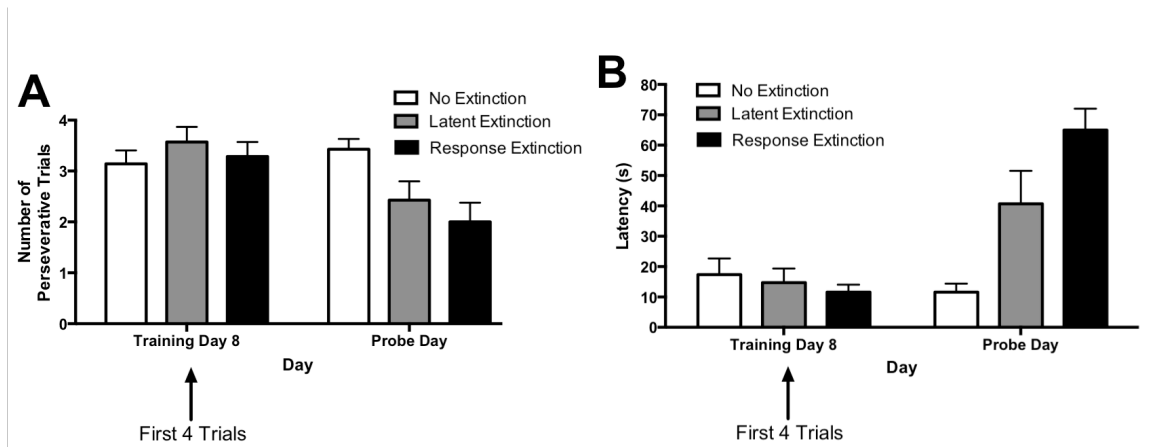 A
No Extinction
Latent Extinction
Response Extinction
4
3
2
1
0
Number of
Perseverative Trials
Training Day 8
Probe Day
Day
First 4 Trials
B
No Extinction
Latent Extinction
Response Extinction
80
70
60
50
40
30
20
10
0
Latency (s)
Training Day 8
Probe Day
Day
First 4 Trials